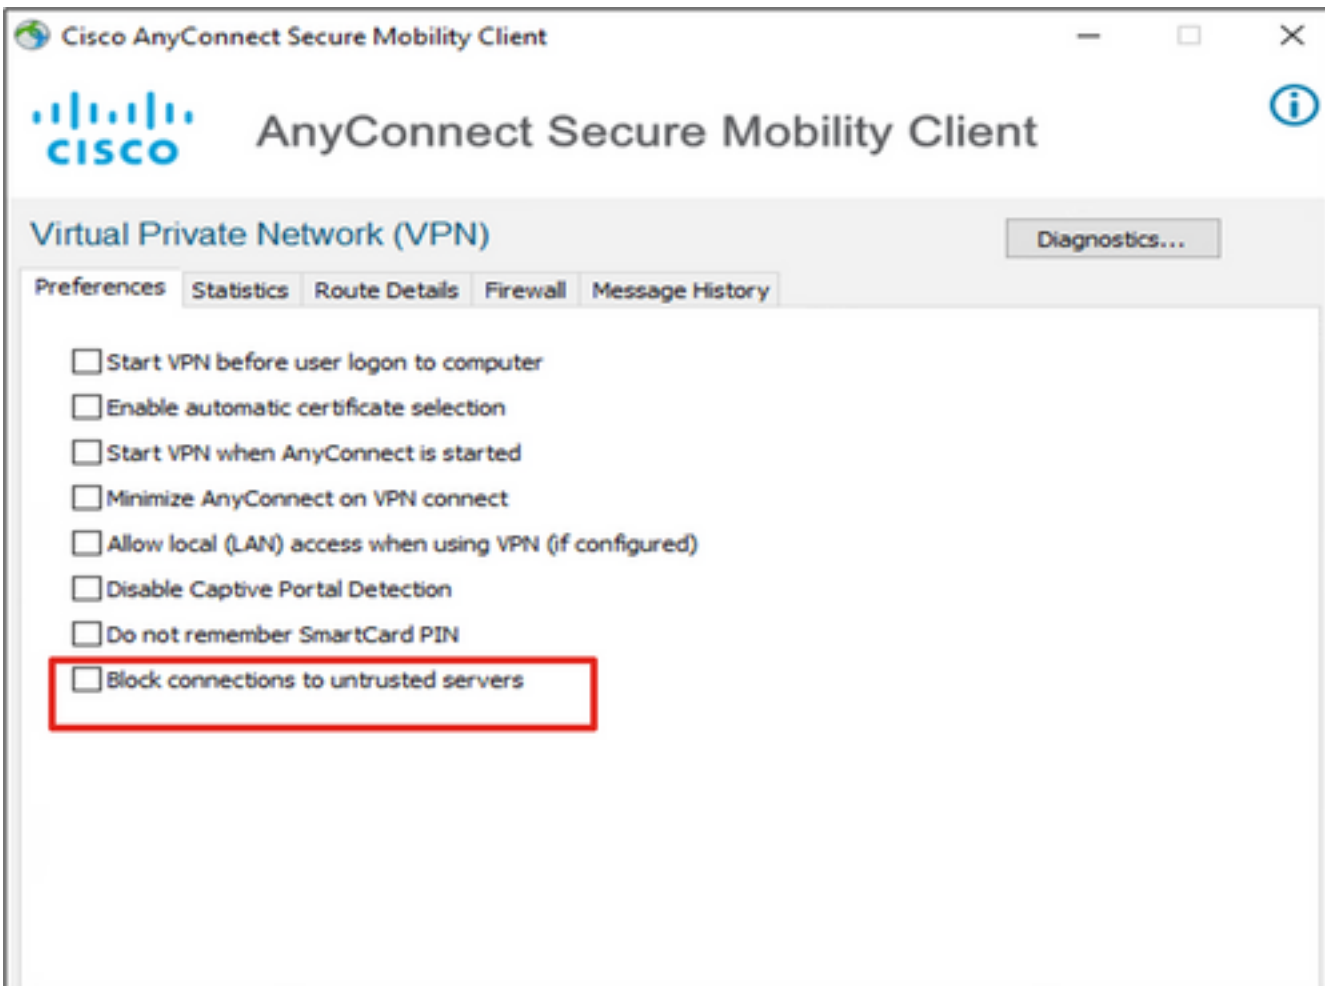 Cisco AnyConnect Secure Mobility Client
CISCO
AnyConnect Secure Mobility Client
Virtual Private Network (VPN)
Diagnostics...
Preferences Statistics Route Details Firewall Message History
Start VPN before user logon to computer
Enable automatic certificate selection
Start VPN when AnyConnect is started
Minimize AnyConnect on VPN connect
Allow local (LAN) access when using VPN (if configured)
Disable Captive Portal Detection
Do not remember SmartCard PIN
Block connections to untrusted servers